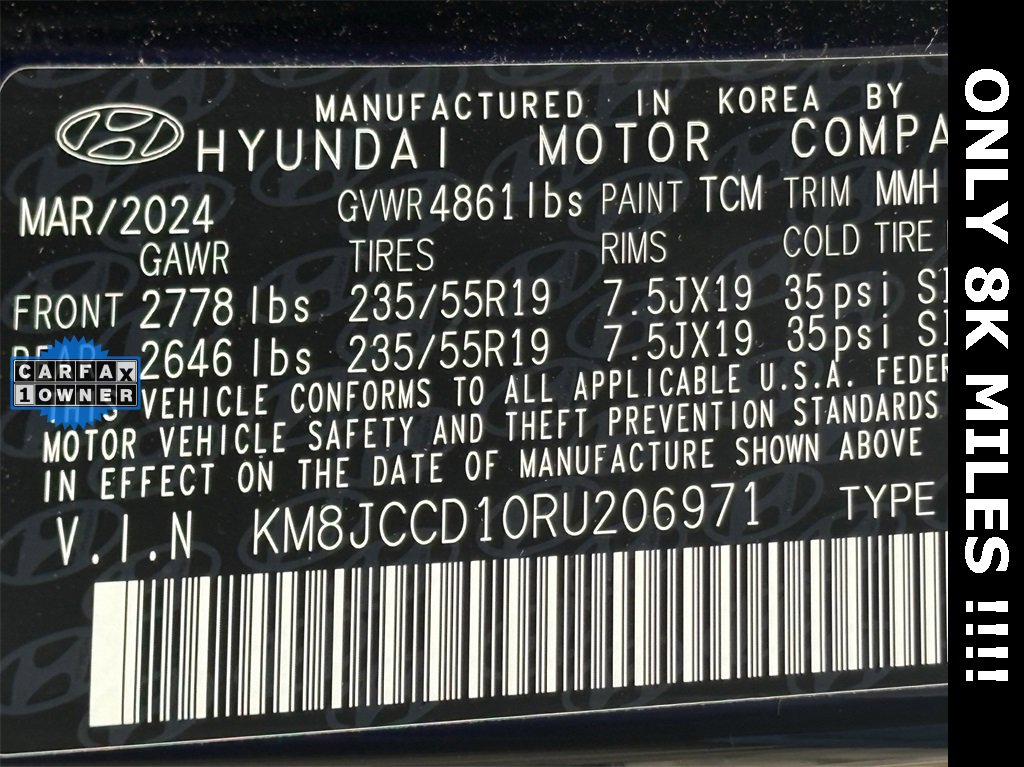 MANUFACTURED IN KOREA BY
HYUNDAI MOTOR
MAR/2024 GVWR 4861 lbs PAINT TCM TRIM MMH
GAWR TIRES RIMS COLD TIRE
FRONT 2778 lbs 235/55R19 7.5JX19 35psi
2646 lbs 235/55R19 7.5JX19 35psi
VEHICLE CONFORMS TO ALL APPLICABLE U.S.A.
MOTOR VEHICLE SAFETY AND THEFT PREVENTION STANDARDS
IN EFFECT ON THE DATE OF MANUFACTURE SHOWN ABOVE
V.I.N KM8JCCD10RU206971 TYPE
CARFAX
1 OWNER
ONLY 8K MILES !!!!!